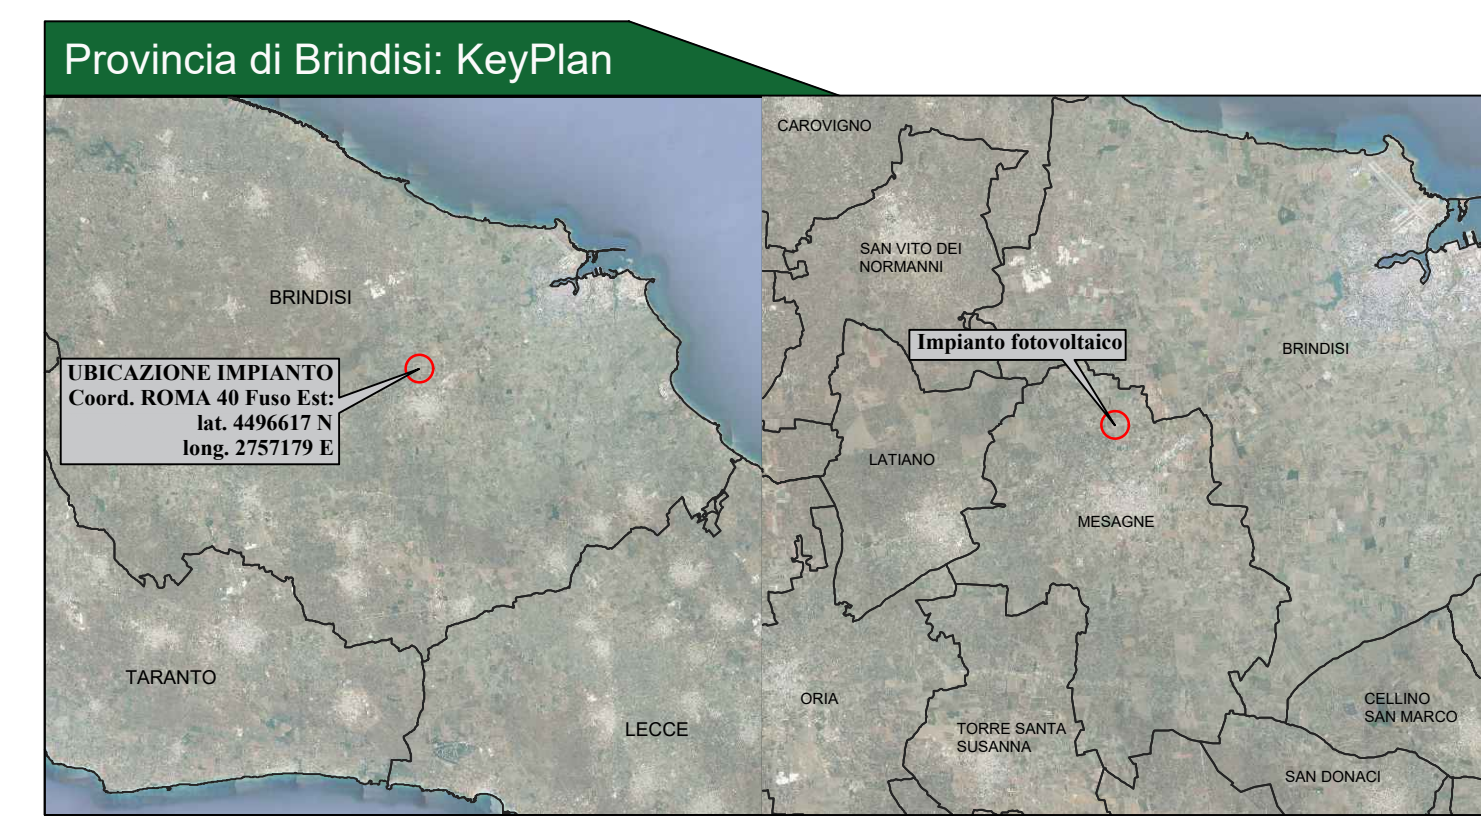 Provincia di Brindisi: KeyPlan
BRINDISI
UBICAZIONE IMPIANTO
Coord. ROMA 40 Fuso Est:
lat. 4496617 N
long. 2757179 E
TARANTO
LECCE
CAROVIGNO
SAN VITO DEI
NORMANNI
Impianto fotovoltaico
BRINDISI
LATIANO
MESAGNE
ORIA
TORRE SANTA
SUSANNA
CELLINO
SAN MARCO
SAN DONACI